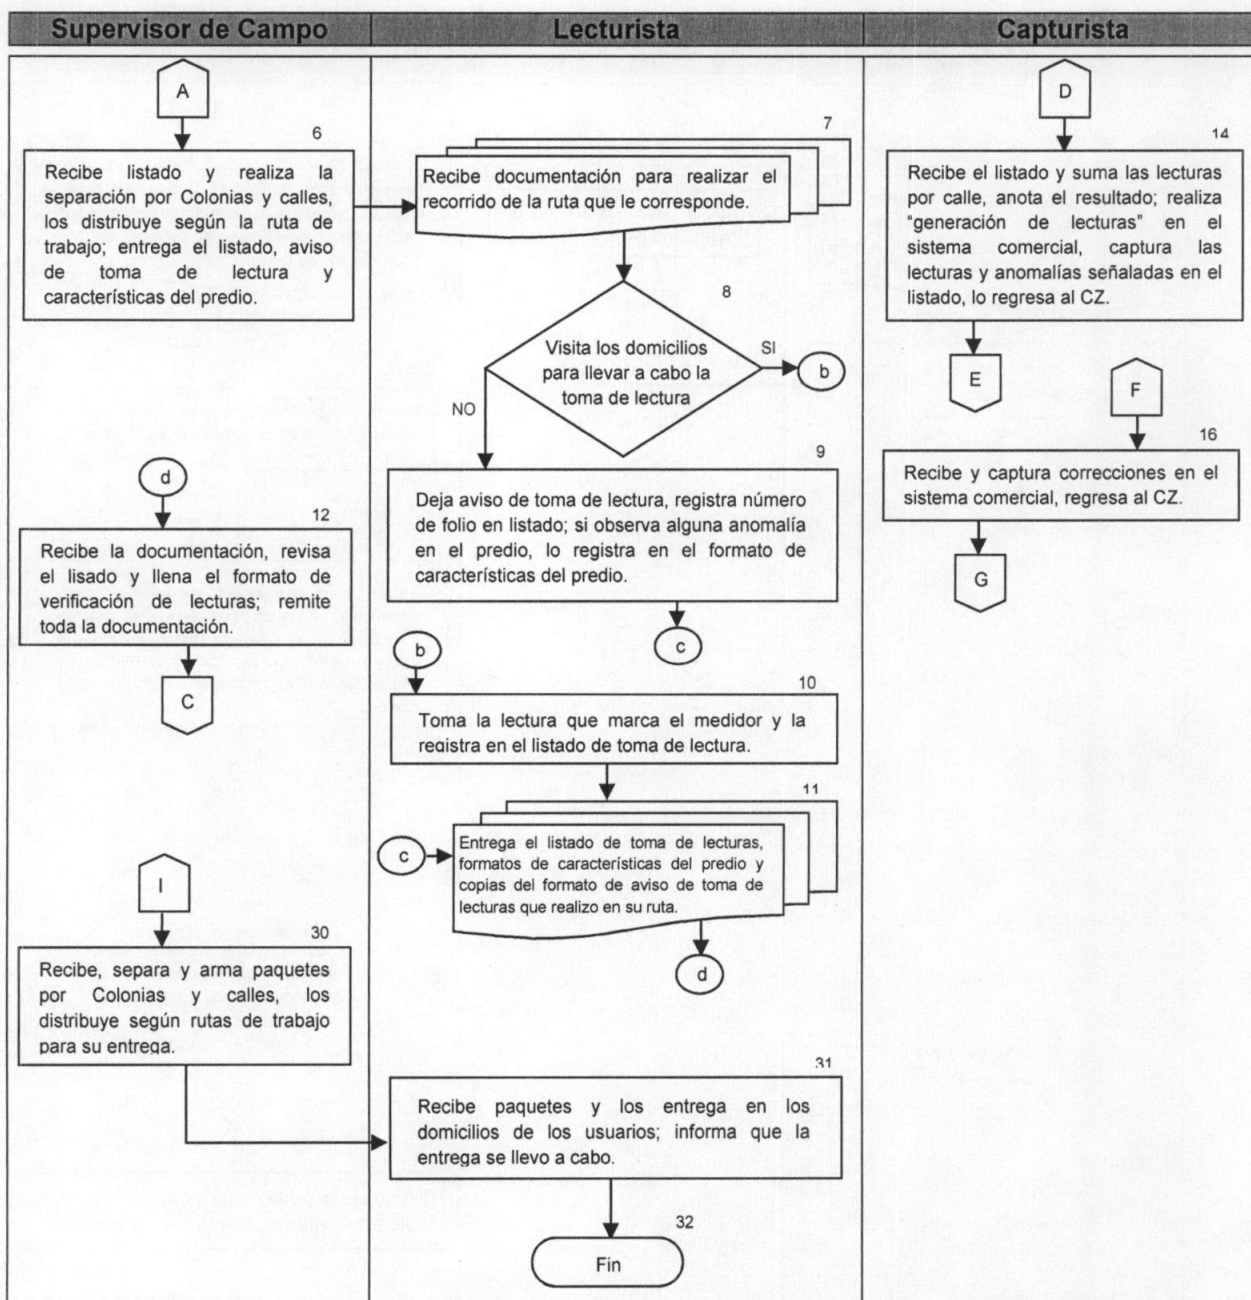 Supervisor de Campo
Lecturista
Capturista
A
6
Recibe listado y realiza la
separación por Colonias y calles,
los distribuye según la ruta de
trabajo; entrega el listado, aviso
de toma de lectura y
características del predio.
d
12
Recibe la documentación, revisa
el lisado y llena el formato de
verificación de lecturas; remite
toda la documentación.
C
I
30
Recibe, separa y arma paquetes
por Colonias y calles, los
distribuye según rutas de trabajo
para su entrega.
7
Recibe documentación para realizar el
recorrido de la ruta que le corresponde.
8
Visita los domicilios
para llevar a cabo la
toma de lectura
SI
b
NO
9
Deja aviso de toma de lectura, registra número
de folio en listado; si observa alguna anomalía
en el predio, lo registra en el formato de
características del predio.
c
b
10
Toma la lectura que marca el medidor y la
registra en el listado de toma de lectura.
11
c
Entrega el listado de toma de lecturas,
formatos de características del predio y
copias del formato de aviso de toma de
lecturas que realizo en su ruta.
d
31
Recibe paquetes y los entrega en los
domicilios de los usuarios; informa que la
entrega se llevo a cabo.
32
Fin
D
14
Recibe el listado y suma las lecturas
por calle, anota el resultado; realiza
“generación de lecturas” en el
sistema comercial, captura las
lecturas y anomalías señaladas en el
listado, lo regresa al CZ.
E
F
16
Recibe y captura correcciones en el
sistema comercial, regresa al CZ.
G